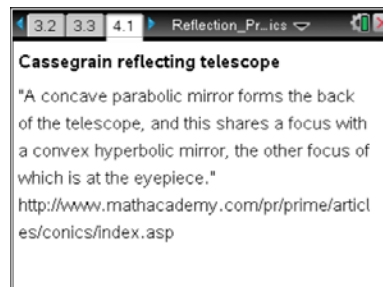 3.2 3.3 4.1 Reflection_Pr…ics
Cassegrain reflecting telescope
"A concave parabolic mirror forms the back
of the telescope, and this shares a focus with
a convex hyperbolic mirror, the other focus of
which is at the eyepiece."
http://www.mathacademy.com/pr/prime/articl
es/conics/index.asp